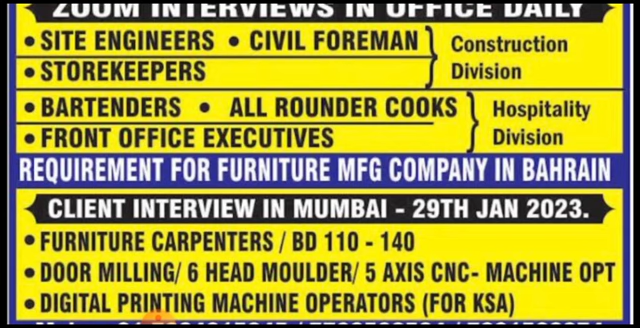 ZOOM INTERVIEWS IN OFFICE DAILY
• SITE ENGINEERS • CIVIL FOREMAN
• STOREKEEPERS
Construction
Division
• BARTENDERS • ALL ROUNDER COOKS
• FRONT OFFICE EXECUTIVES
Hospitality
Division
REQUIREMENT FOR FURNITURE MFG COMPANY IN BAHRAIN
CLIENT INTERVIEW IN MUMBAI - 29TH JAN 2023.
• FURNITURE CARPENTERS / BD 110 - 140
• DOOR MILLING/ 6 HEAD MOULDER/ 5 AXIS CNC- MACHINE OPT
• DIGITAL PRINTING MACHINE OPERATORS (FOR KSA)